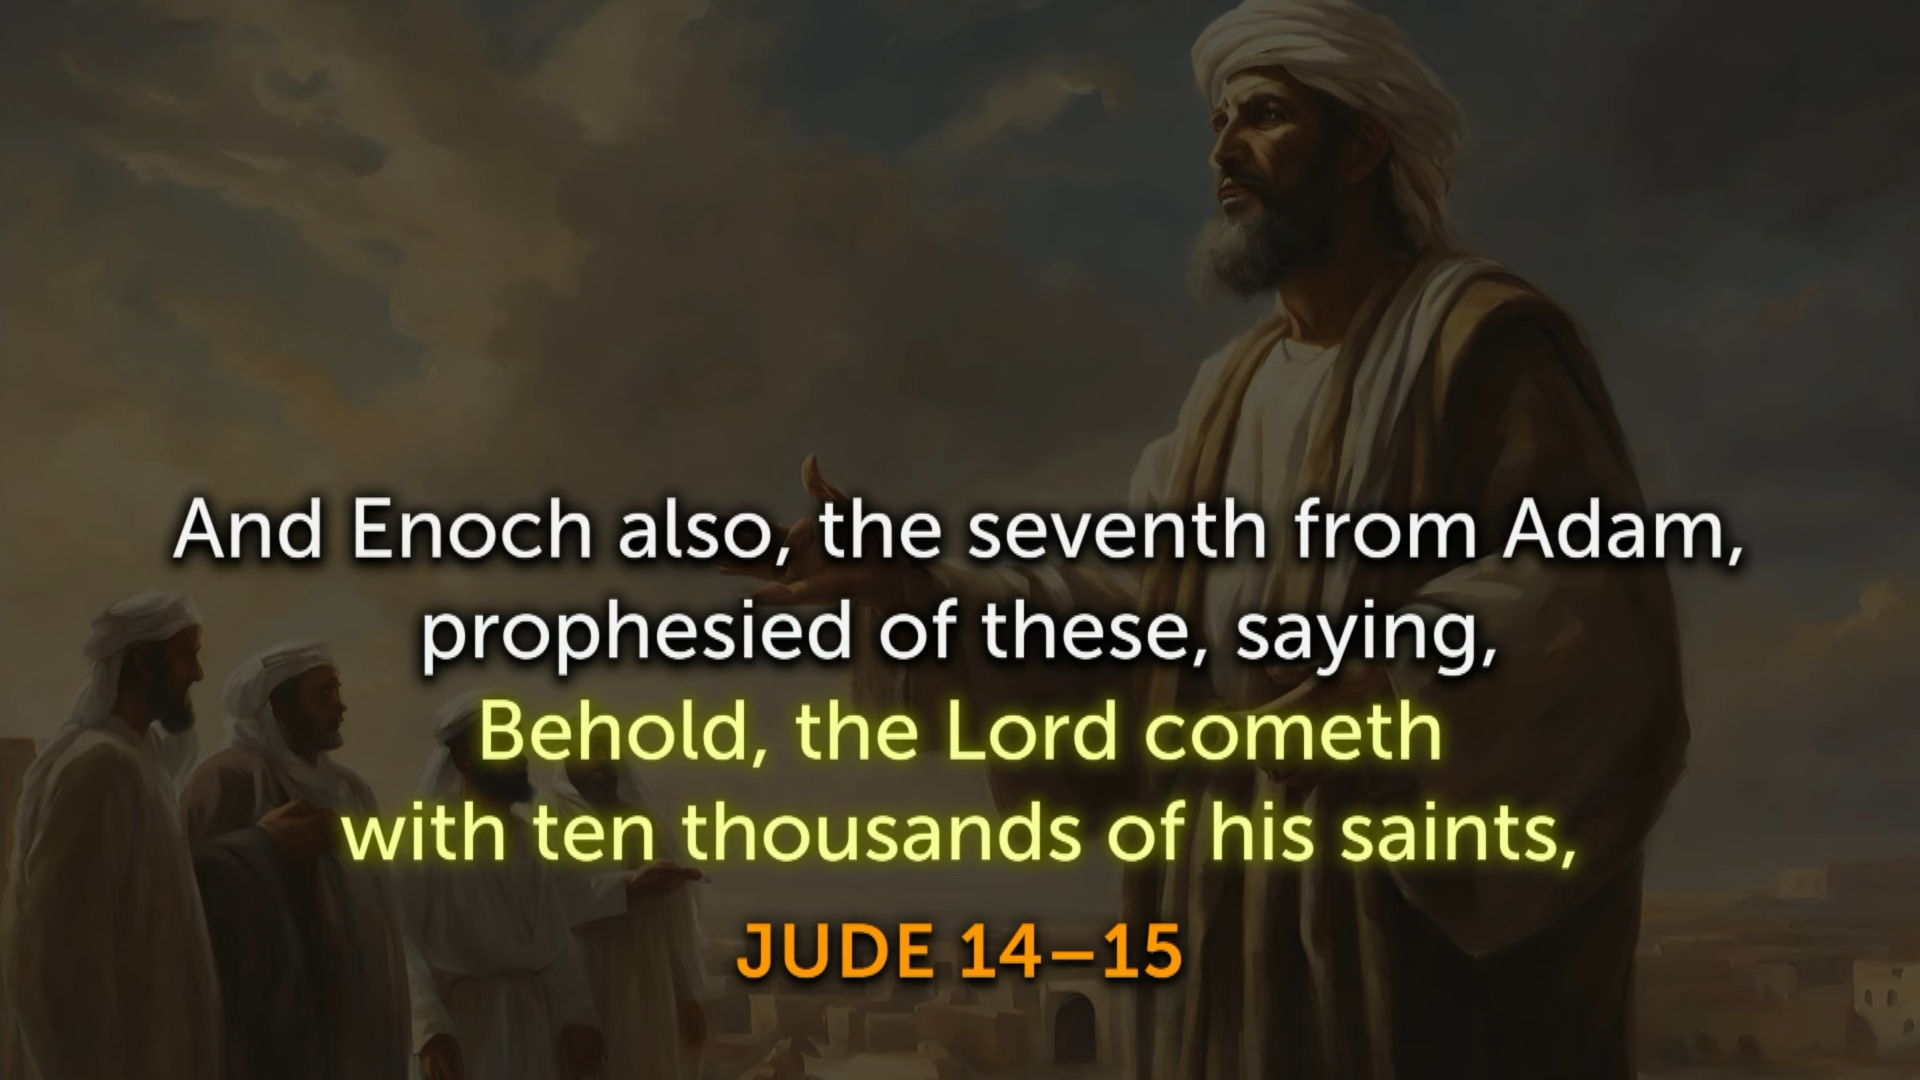 And Enoch also, the seventh from Adam,
prophesied of these, saying,
Behold, the Lord cometh
with ten thousands of his saints,
JUDE 14–15